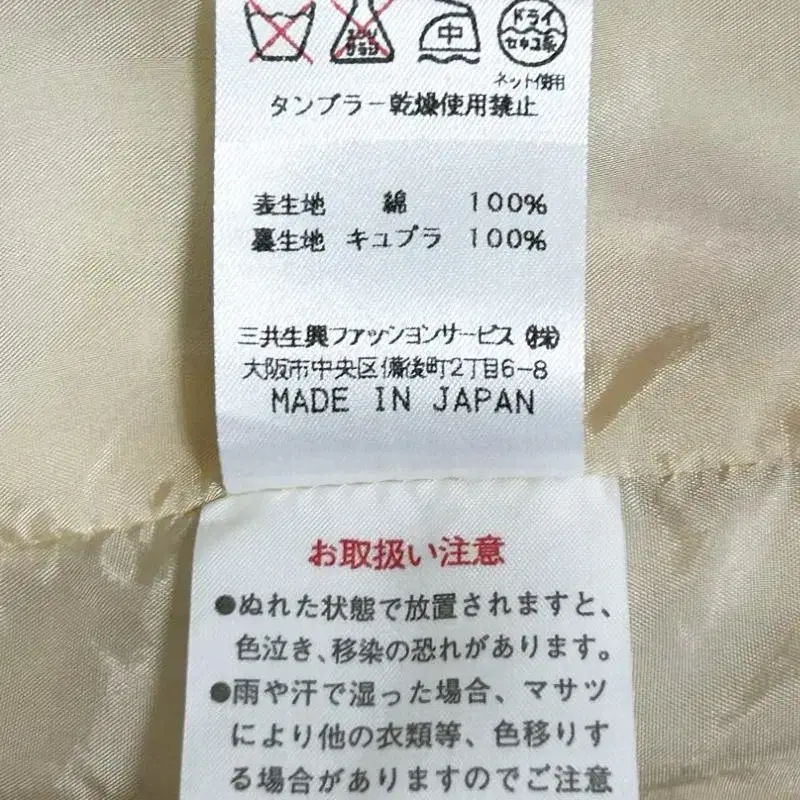 エンソ
サラシ
中
ドライ
セキユ系
ネット使用
タンブラー乾燥使用禁止
表生地 綿 100%
裏生地 キュプラ 100%
三共生興ファッションサービス(株)
大阪市中央区備後町2丁目6-8
MADE IN JAPAN
お取扱い注意
●ぬれた状態で放置されますと、
色泣き、移染の恐れがあります。
●雨や汗で湿った場合、マサツ
により他の衣類等、色移りす
る場合がありますのでご注意